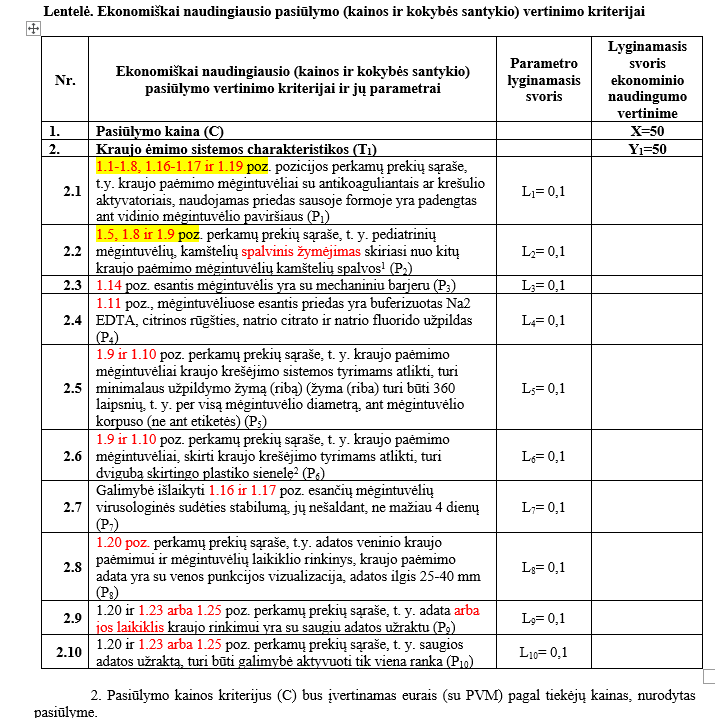 Lentelė. Ekonomiškai naudingiausio pasiūlymo (kainos ir kokybės santykio) vertinimo kriterijai
Nr.
Ekonomiškai naudingiausio (kainos ir kokybės santykio)
pasiūlymo vertinimo kriterijai ir jų parametrai
Parametro
lyginamasis
svoris
Lyginamasis
svoris
ekonominio
naudingumo
vertinime
1. Pasiūlymo kaina (C) X=50
2. Kraujo ėmimo sistemos charakteristikos (T₁) Y₁=50
1.1-1.8, 1.16-1.17 ir 1.19 poz. pozicijos perkamų prekių sąraše,
t.y. kraujo paėmimo mėgintuvėliai su antikoaguliantais ar krešulio
2.1 aktyvatoriais, naudojamas priedas sausoje formoje yra padengtas L₁= 0,1
ant vidinio mėgintuvėlio paviršiaus (P₁)
1.5, 1.8 ir 1.9 poz. perkamų prekių sąraše, t. y. pediatrinių
2.2 mėgintuvėlių, kamštelių spalvinis žymėjimas skiriasi nuo kitų L₂= 0,1
kraujo paėmimo mėgintuvėlių kamštelių spalvos¹ (P₂)
2.3 1.14 poz. esantis mėgintuvėlis yra su mechaniniu barjeru (P₃) L₃= 0,1
1.11 poz., mėgintuvėliuose esantis priedas yra buferizuotas Na2
2.4 EDTA, citrinos rūgšties, natrio citrato ir natrio fluorido užpildas L₄= 0,1
(P₄)
1.9 ir 1.10 poz. perkamų prekių sąraše, t. y. kraujo paėmimo
mėgintuvėliai kraujo krešėjimo sistemos tyrimams atlikti, turi
2.5 minimalaus užpildymo žymą (ribą) (žyma (riba) turi būti 360 L₅= 0,1
laipsnių, t. y. per visą mėgintuvėlio diametrą, ant mėgintuvėlio
korpuso (ne ant etiketės) (P₅)
1.9 ir 1.10 poz. perkamų prekių sąraše, t. y. kraujo paėmimo
2.6 mėgintuvėliai, skirti kraujo krešėjimo tyrimams atlikti, turi L₆= 0,1
dvigubą skirtingo plastiko sienelę² (P₆)
Galimybė išlaikyti 1.16 ir 1.17 poz. esančių mėgintuvėlių
2.7 virusologinės sudėties stabilumą, jų nešaldant, ne mažiau 4 dienų L₇= 0,1
(P₇)
1.20 poz. perkamų prekių sąraše, t.y. adatos veninio kraujo
2.8 paėmimui ir mėgintuvėlių laikiklio rinkinys, kraujo paėmimo L₈= 0,1
adata yra su venos punkcijos vizualizacija, adatos ilgis 25-40 mm
(P₈)
1.20 ir 1.23 arba 1.25 poz. perkamų prekių sąraše, t. y. adata arba
2.9 jos laikiklis kraujo rinkimui yra su saugiu adatos užraktu (P₉) L₉= 0,1
1.20 ir 1.23 arba 1.25 poz. perkamų prekių sąraše, t. y. saugios
2.10 adatos užraktą, turi būti galimybė aktyvuoti tik viena ranka (P₁₀) L₁₀= 0,1
2. Pasiūlymo kainos kriterijus (C) bus įvertinamas eurais (su PVM) pagal tiekėjų kainas, nurodytas
pasiūlyme.